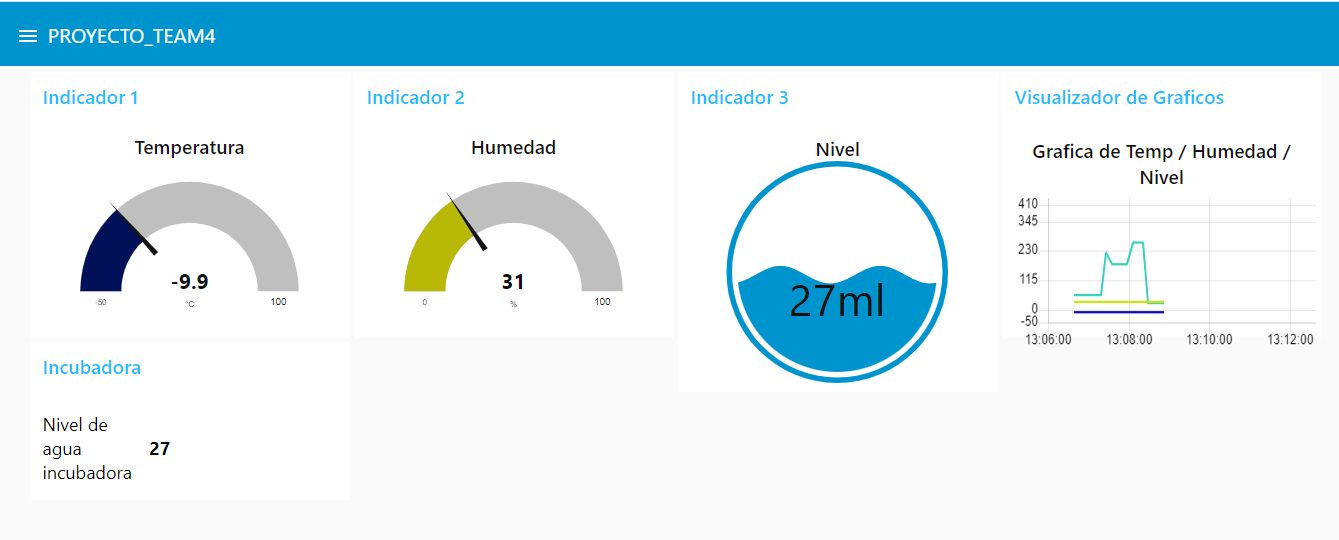 PROYECTO_TEAM4
Indicador 1
Temperatura
-9.9
-50
°C
100
Indicador 2
Humedad
31
0
%
100
Indicador 3
Nivel
27ml
Visualizador de Graficos
Grafica de Temp / Humedad /
Nivel
410
345
230
115
0
-50
13:06:00 13:08:00 13:10:00 13:12:00
Incubadora
Nivel de
agua
incubadora
27